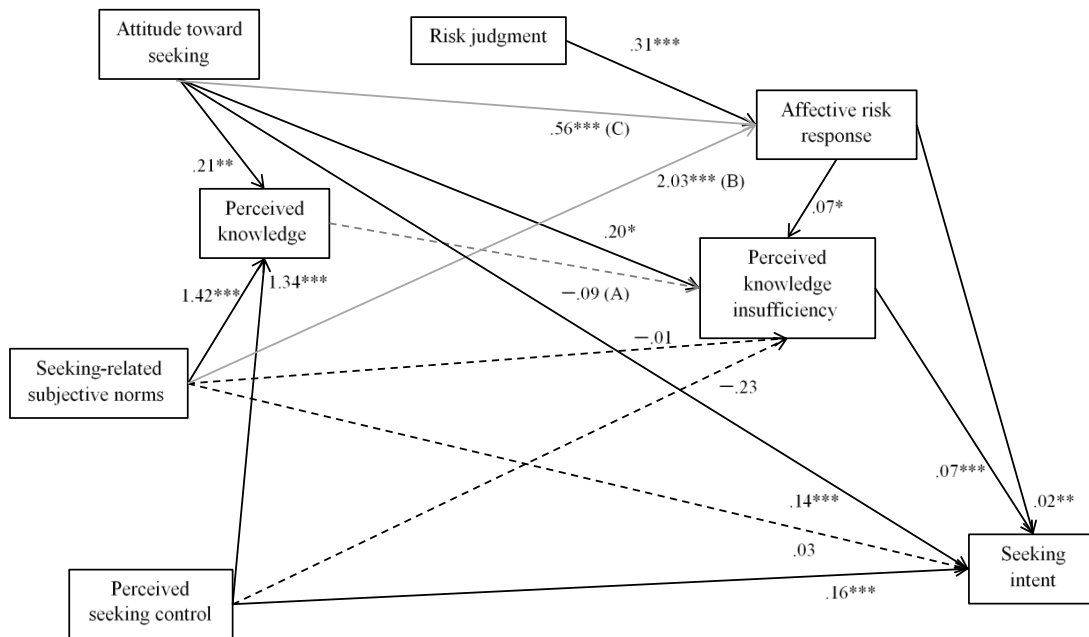 Attitude toward
seeking
Risk judgment
.31***
Affective risk
response
.56*** (C)
.21**
2.03*** (B)
Perceived
knowledge
.07*
.20*
Perceived
knowledge
insufficiency
1.42***
1.34***
−.09 (A)
−.01
Seeking-related
subjective norms
−.23
.14***
.07***
.02**
.03
Seeking
intent
Perceived
seeking control
.16***